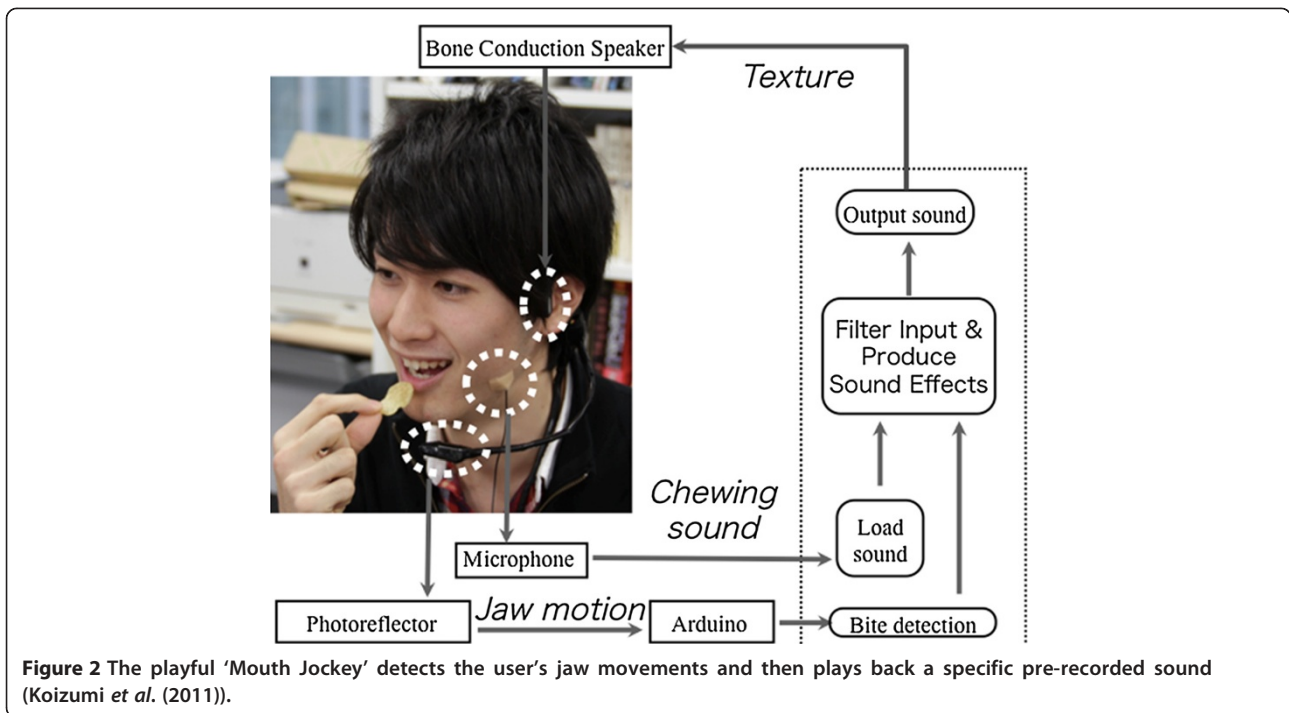 Bone Conduction Speaker
Texture
Output sound
Filter Input &
Produce
Sound Effects
Chewing
sound
Load
sound
Microphone
Jaw motion
Photoreflector
Arduino
Bite detection
Figure 2 The playful ‘Mouth Jockey’ detects the user’s jaw movements and then plays back a specific pre-recorded sound
(Koizumi et al. (2011)).